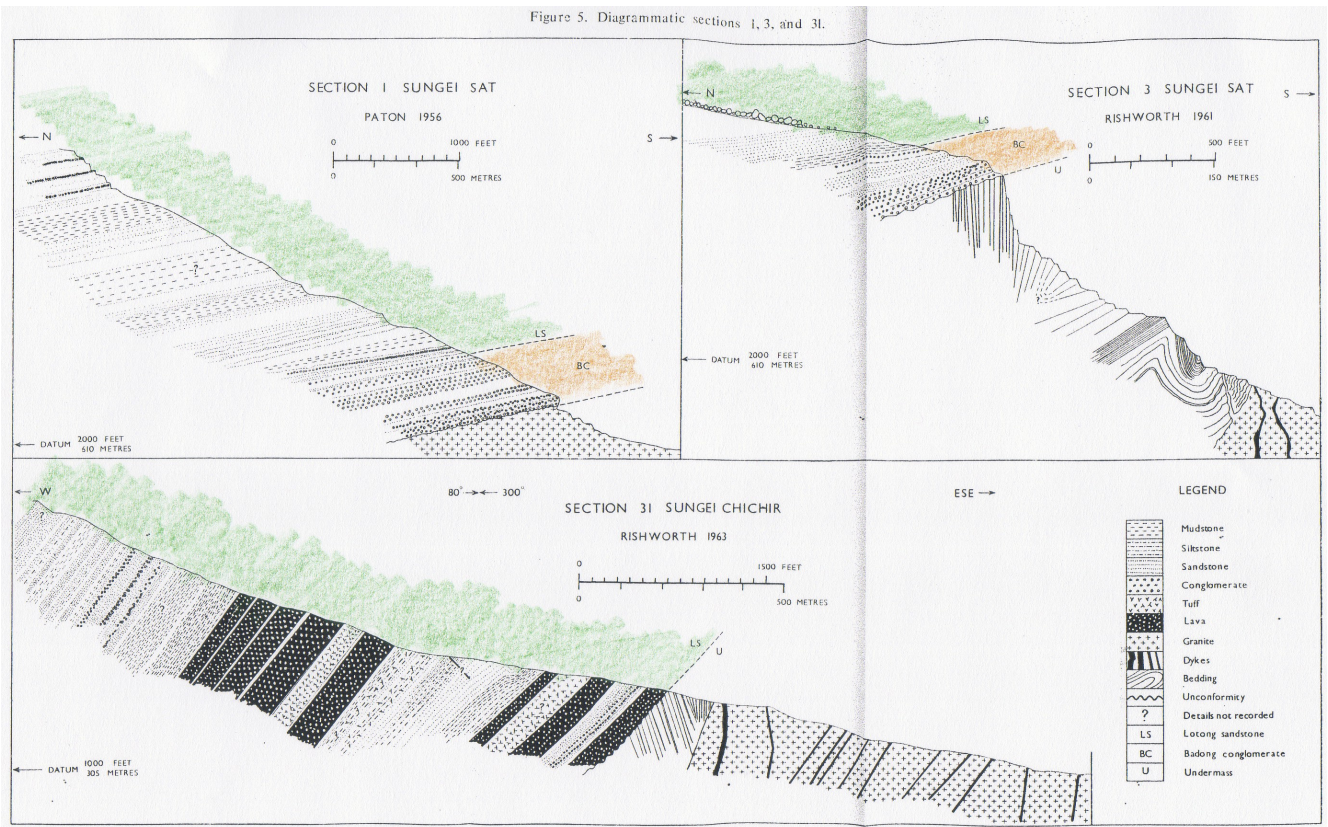 Figure 5. Diagrammatic sections 1, 3, and 31.
SECTION 1 SUNGEI SAT
PATON 1956
← N
S →
0 1000 FEET
0 500 METRES
?
LS
BC
DATUM 2000 FEET
610 METRES
SECTION 3 SUNGEI SAT
RISHWORTH 1961
← N
S →
0 500 FEET
0 150 METRES
LS
BC
U
?
DATUM 2000 FEET
610 METRES
SECTION 31 SUNGEI CHICHIR
RISHWORTH 1963
← W
80° → ← 300°
ESE →
0 1500 FEET
0 500 METRES
?
LS
U
DATUM 1000 FEET
305 METRES
LEGEND
Mudstone
Siltstone
Sandstone
Conglomerate
Tuff
Lava
Granite
Dykes
Bedding
Unconformity
? Details not recorded
LS Lotong sandstone
BC Badong conglomerate
U Undermass